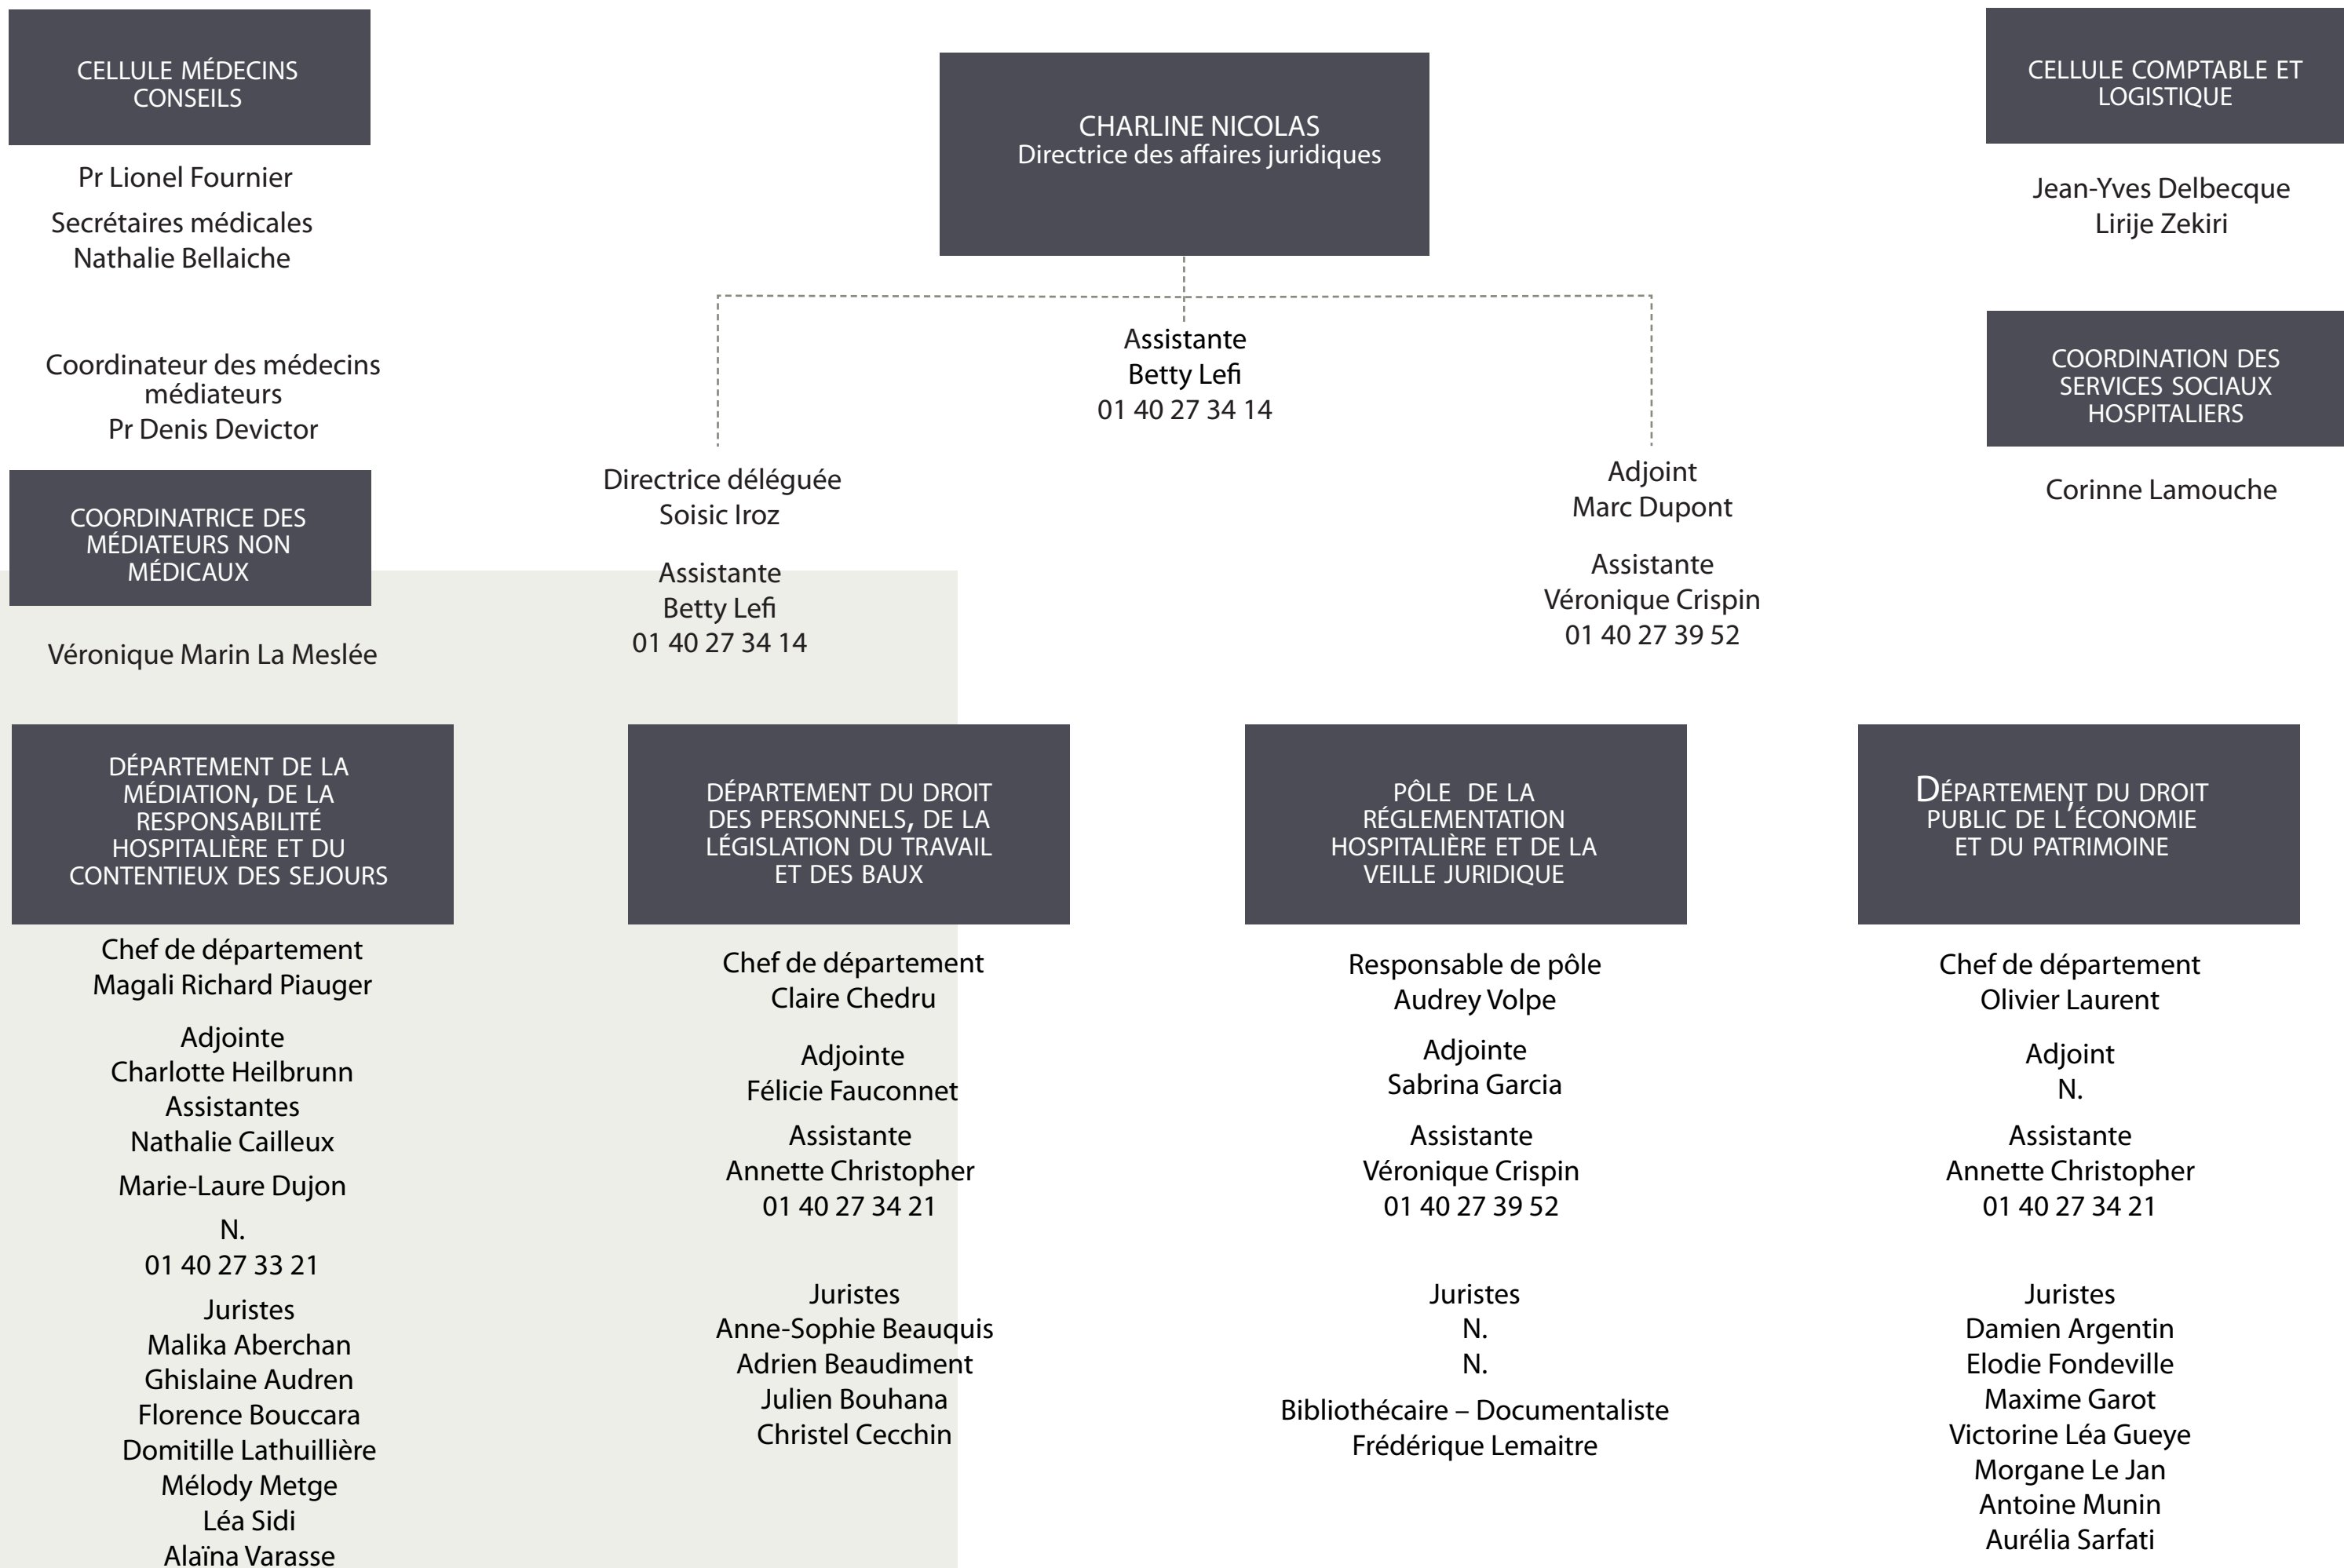 CELLULE MÉDECINS
CONSEILS
Pr Lionel Fournier
Secrétaires médicales
Nathalie Bellaiche
Coordinateur des médecins
médiateurs
Pr Denis Devictor
COORDINATRICE DES
MÉDIATEURS NON
MÉDICAUX
Véronique Marin La Meslée
CHARLINE NICOLAS
Directrice des affaires juridiques
Assistante
Betty Lefi
01 40 27 34 14
Directrice déléguée
Soisic Iroz
Assistante
Betty Lefi
01 40 27 34 14
Adjoint
Marc Dupont
Assistante
Véronique Crispin
01 40 27 39 52
CELLULE COMPTABLE ET
LOGISTIQUE
Jean-Yves Delbecque
Lirije Zekiri
COORDINATION DES
SERVICES SOCIAUX
HOSPITALIERS
Corinne Lamouche
DÉPARTEMENT DE LA
MÉDIATION, DE LA
RESPONSABILITÉ
HOSPITALIÈRE ET DU
CONTENTIEUX DES SEJOURS
Chef de département
Magali Richard Piauger
Adjointe
Charlotte Heilbrunn
Assistantes
Nathalie Cailleux
Marie-Laure Dujon
N.
01 40 27 33 21
Juristes
Malika Aberchan
Ghislaine Audren
Florence Bouccara
Domitille Lathuillière
Mélody Metge
Léa Sidi
Alaïna Varasse
DÉPARTEMENT DU DROIT
DES PERSONNELS, DE LA
LÉGISLATION DU TRAVAIL
ET DES BAUX
Chef de département
Claire Chedru
Adjointe
Félicie Fauconnet
Assistante
Annette Christopher
01 40 27 34 21
Juristes
Anne-Sophie Beauquis
Adrien Beaudiment
Julien Bouhana
Christel Cecchin
PÔLE DE LA
RÉGLEMENTATION
HOSPITALIÈRE ET DE LA
VEILLE JURIDIQUE
Responsable de pôle
Audrey Volpe
Adjointe
Sabrina Garcia
Assistante
Véronique Crispin
01 40 27 39 52
Juristes
N.
N.
Bibliothécaire – Documentaliste
Frédérique Lemaitre
DÉPARTEMENT DU DROIT
PUBLIC DE L'ÉCONOMIE
ET DU PATRIMOINE
Chef de département
Olivier Laurent
Adjoint
N.
Assistante
Annette Christopher
01 40 27 34 21
Juristes
Damien Argentin
Elodie Fondeville
Maxime Garot
Victorine Léa Gueye
Morgane Le Jan
Antoine Munin
Aurélia Sarfati